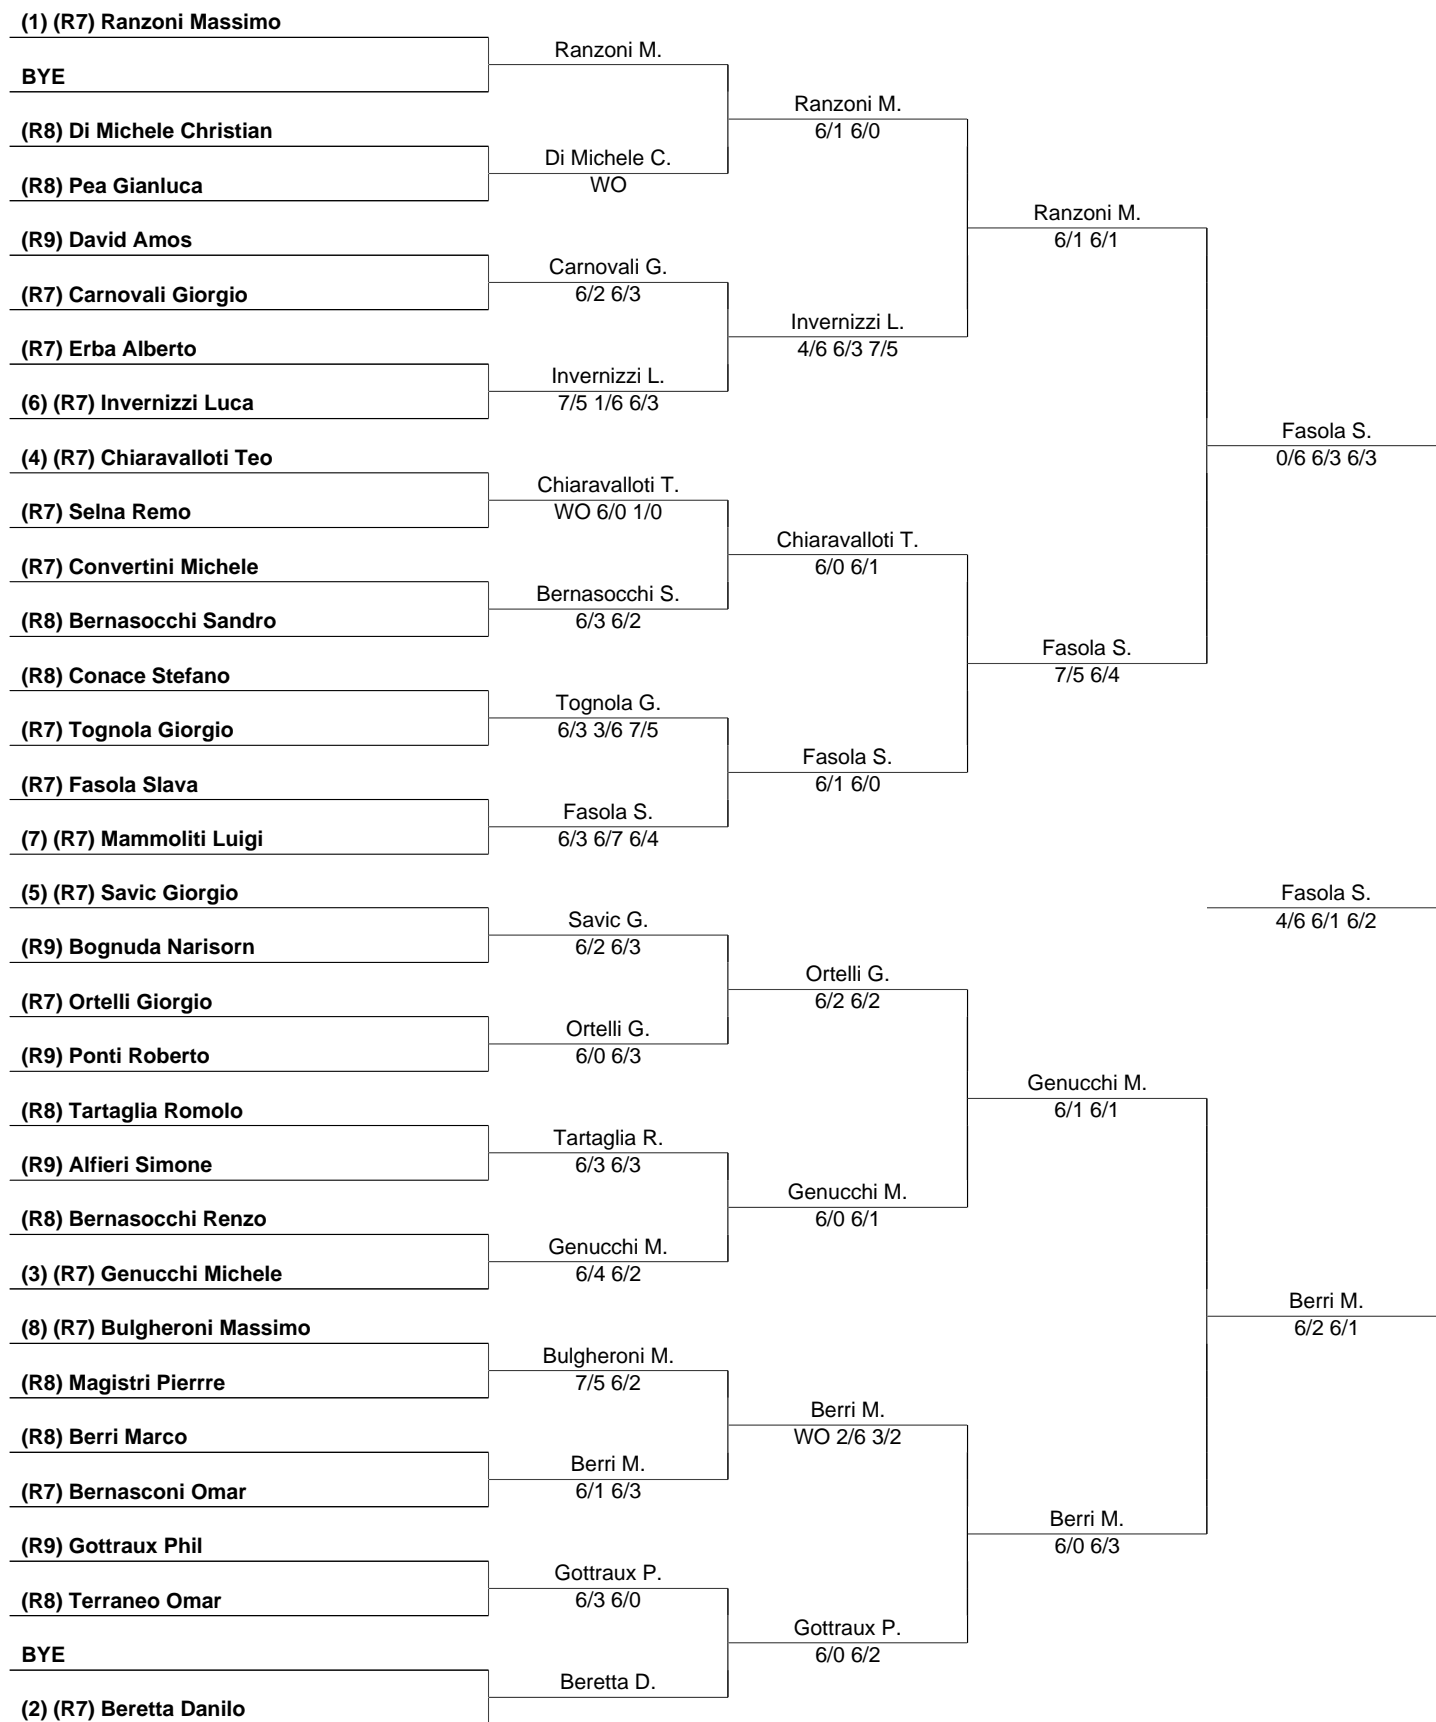 (1) (R7) Ranzoni Massimo
Ranzoni M.
BYE
Ranzoni M.
6/1 6/0
(R8) Di Michele Christian
Di Michele C.
WO
(R8) Pea Gianluca
Ranzoni M.
6/1 6/1
(R9) David Amos
Carnovali G.
6/2 6/3
(R7) Carnovali Giorgio
Invernizzi L.
4/6 6/3 7/5
(R7) Erba Alberto
Invernizzi L.
7/5 1/6 6/3
(6) (R7) Invernizzi Luca
Fasola S.
0/6 6/3 6/3
(4) (R7) Chiaravalloti Teo
Chiaravalloti T.
WO 6/0 1/0
(R7) Selna Remo
Chiaravalloti T.
6/0 6/1
(R7) Convertini Michele
Bernasocchi S.
6/3 6/2
(R8) Bernasocchi Sandro
Fasola S.
7/5 6/4
(R8) Conace Stefano
Tognola G.
6/3 3/6 7/5
(R7) Tognola Giorgio
Fasola S.
6/1 6/0
(R7) Fasola Slava
Fasola S.
6/3 6/7 6/4
(7) (R7) Mammoliti Luigi
(5) (R7) Savic Giorgio
Fasola S.
4/6 6/1 6/2
Savic G.
6/2 6/3
(R9) Bognuda Narisorn
Ortelli G.
6/2 6/2
(R7) Ortelli Giorgio
Ortelli G.
6/0 6/3
(R9) Ponti Roberto
Genucchi M.
6/1 6/1
(R8) Tartaglia Romolo
Tartaglia R.
6/3 6/3
(R9) Alfieri Simone
Genucchi M.
6/0 6/1
(R8) Bernasocchi Renzo
Genucchi M.
6/4 6/2
(3) (R7) Genucchi Michele
Berri M.
6/2 6/1
(8) (R7) Bulgheroni Massimo
Bulgheroni M.
7/5 6/2
(R8) Magistri Pierrre
Berri M.
WO 2/6 3/2
(R8) Berri Marco
Berri M.
6/1 6/3
(R7) Bernasconi Omar
Berri M.
6/0 6/3
(R9) Gottraux Phil
Gottraux P.
6/3 6/0
(R8) Terraneo Omar
Gottraux P.
6/0 6/2
BYE
Beretta D.
(2) (R7) Beretta Danilo